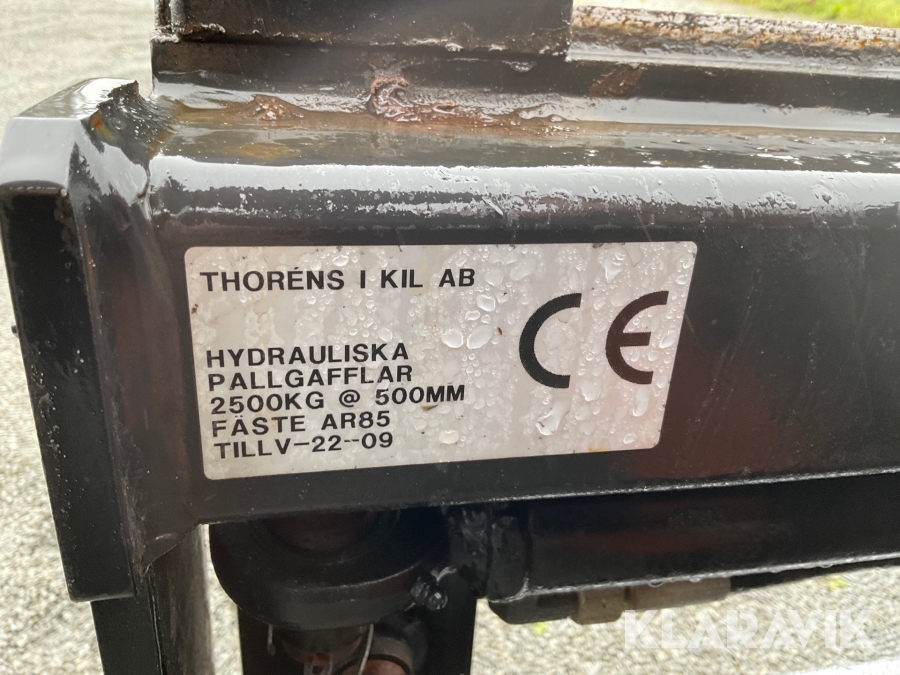 THORÉNS I KIL AB
CE
HYDRAULISKA
PALLGAFFLAR
2500KG @ 500MM
FÄSTE AR85
TILLV-22--09
KLARAVIK